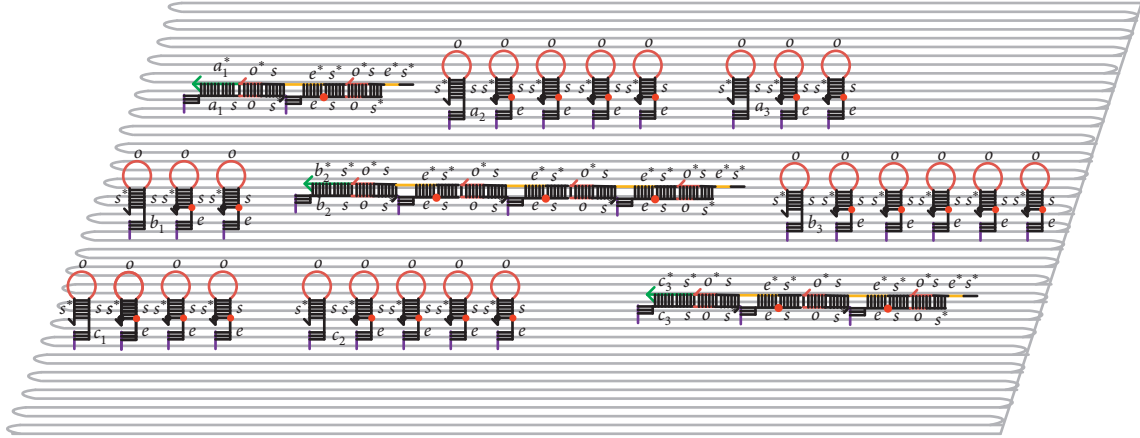 o o o o o o o o
a₁* o* s e* s* o* s e* s*
s* s s* s s* s s* s s* s s* s s* s s* s
a₁ s o s* e s o s* a₂ e e e e a₃ e e
o o o o o o o o o
b₂* s* o* s e* s* o* s e* s* o* s e* s* o* s e* s*
s* s s* s s* s s* s s* s s* s s* s s* s s* s
b₁ e e b₂ s o s* e s o s* e s o s* e s o s* b₃ e e e e e
o o o o o o o o o
c₃* s* o* s e* s* o* s e* s* o* s e* s*
s* s s* s s* s s* s s* s s* s s* s s* s s* s
c₁ e e e c₂ e e e e c₃ s o s* e s o s* e s o s*